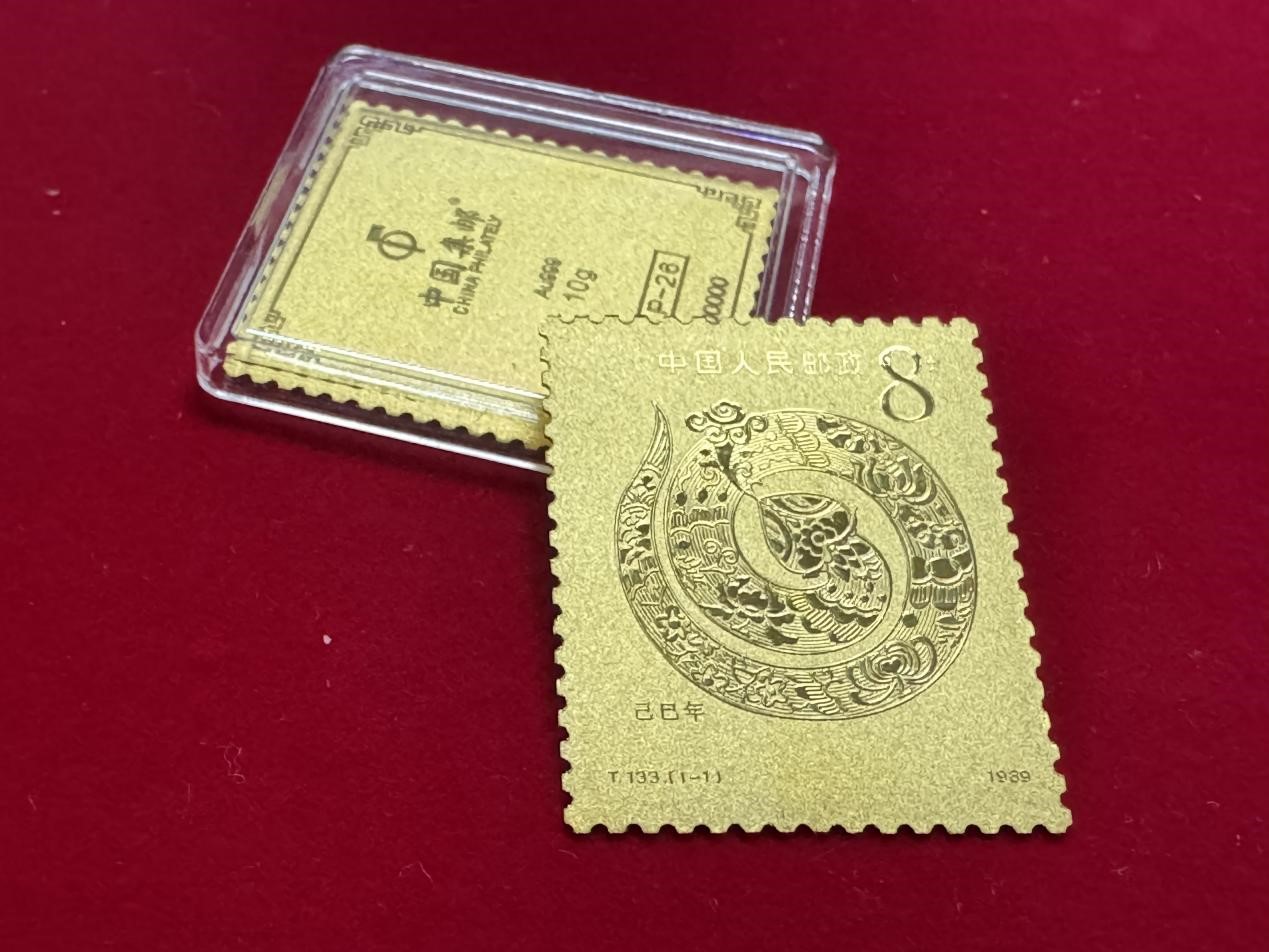 中国集邮
CHINA PHILATELY
Au999
10g
P-28
00000
中国人民邮政
8分
己巳年
T.133.(1-1)
1989